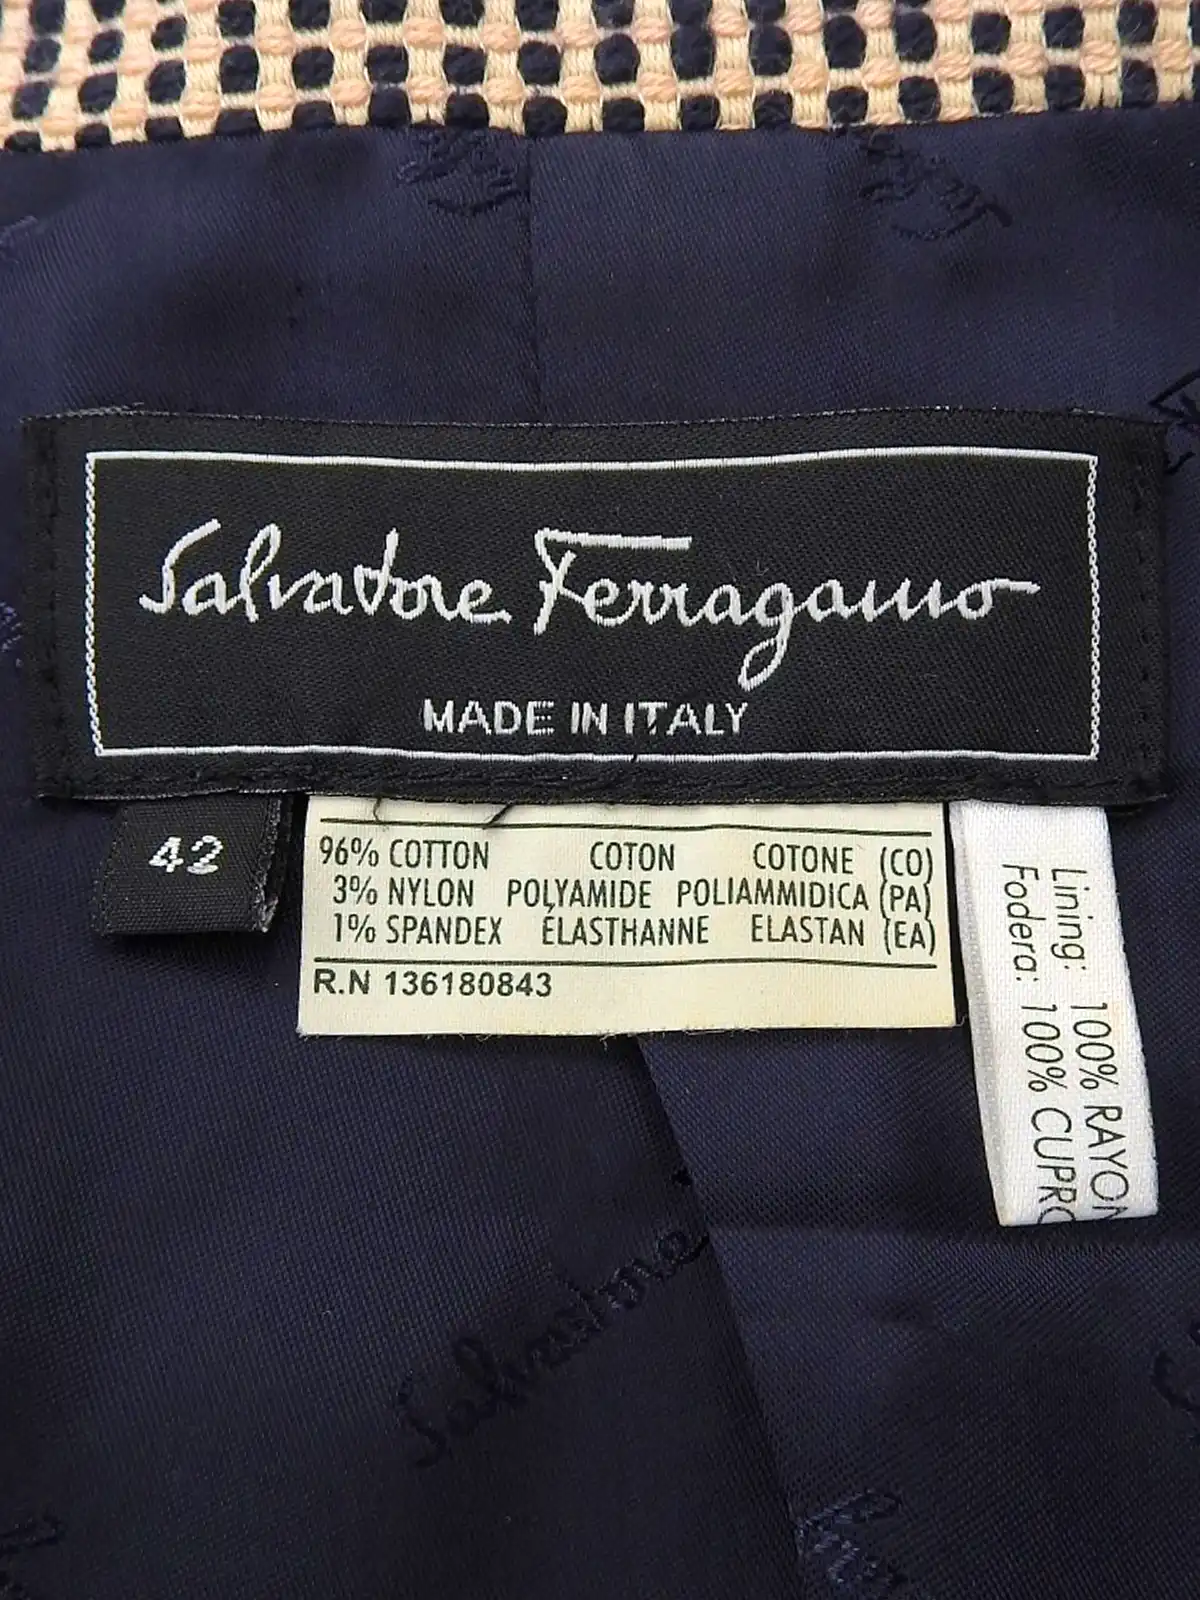 Salvatore Ferragamo
MADE IN ITALY
42
96% COTTON COTON COTONE (CO)
3% NYLON POLYAMIDE POLIAMMIDICA (PA)
1% SPANDEX ÉLASTHANNE ELASTAN (EA)
R.N 136180843
Lining: 100% RAYON
Fodera: 100% CUPRO
Salvatore